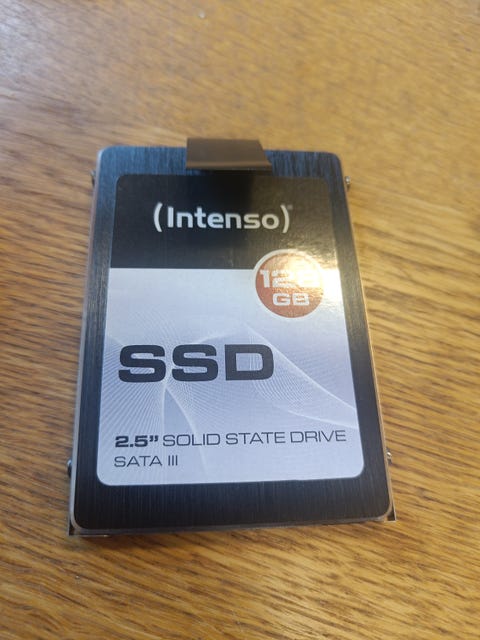 (Intenso)
GB
SSD
2.5" SOLID STATE DRIVE
SATA III